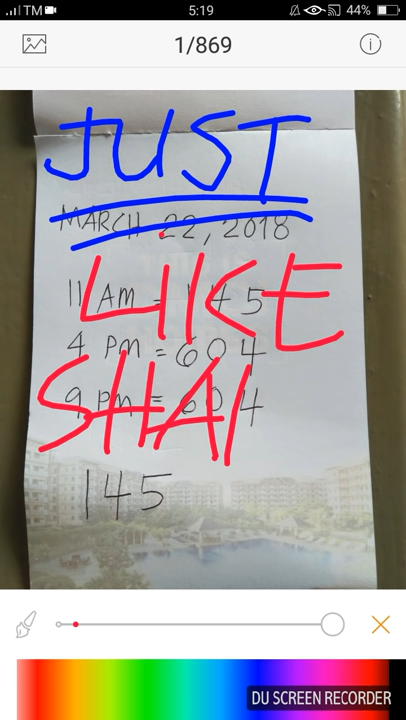 TM 5:19 44%
1/869
JUST
MARCH 22, 2018
LIKE
11 AM = 145
4 PM = 604
SHAI
9 pm = 604
145
DU SCREEN RECORDER